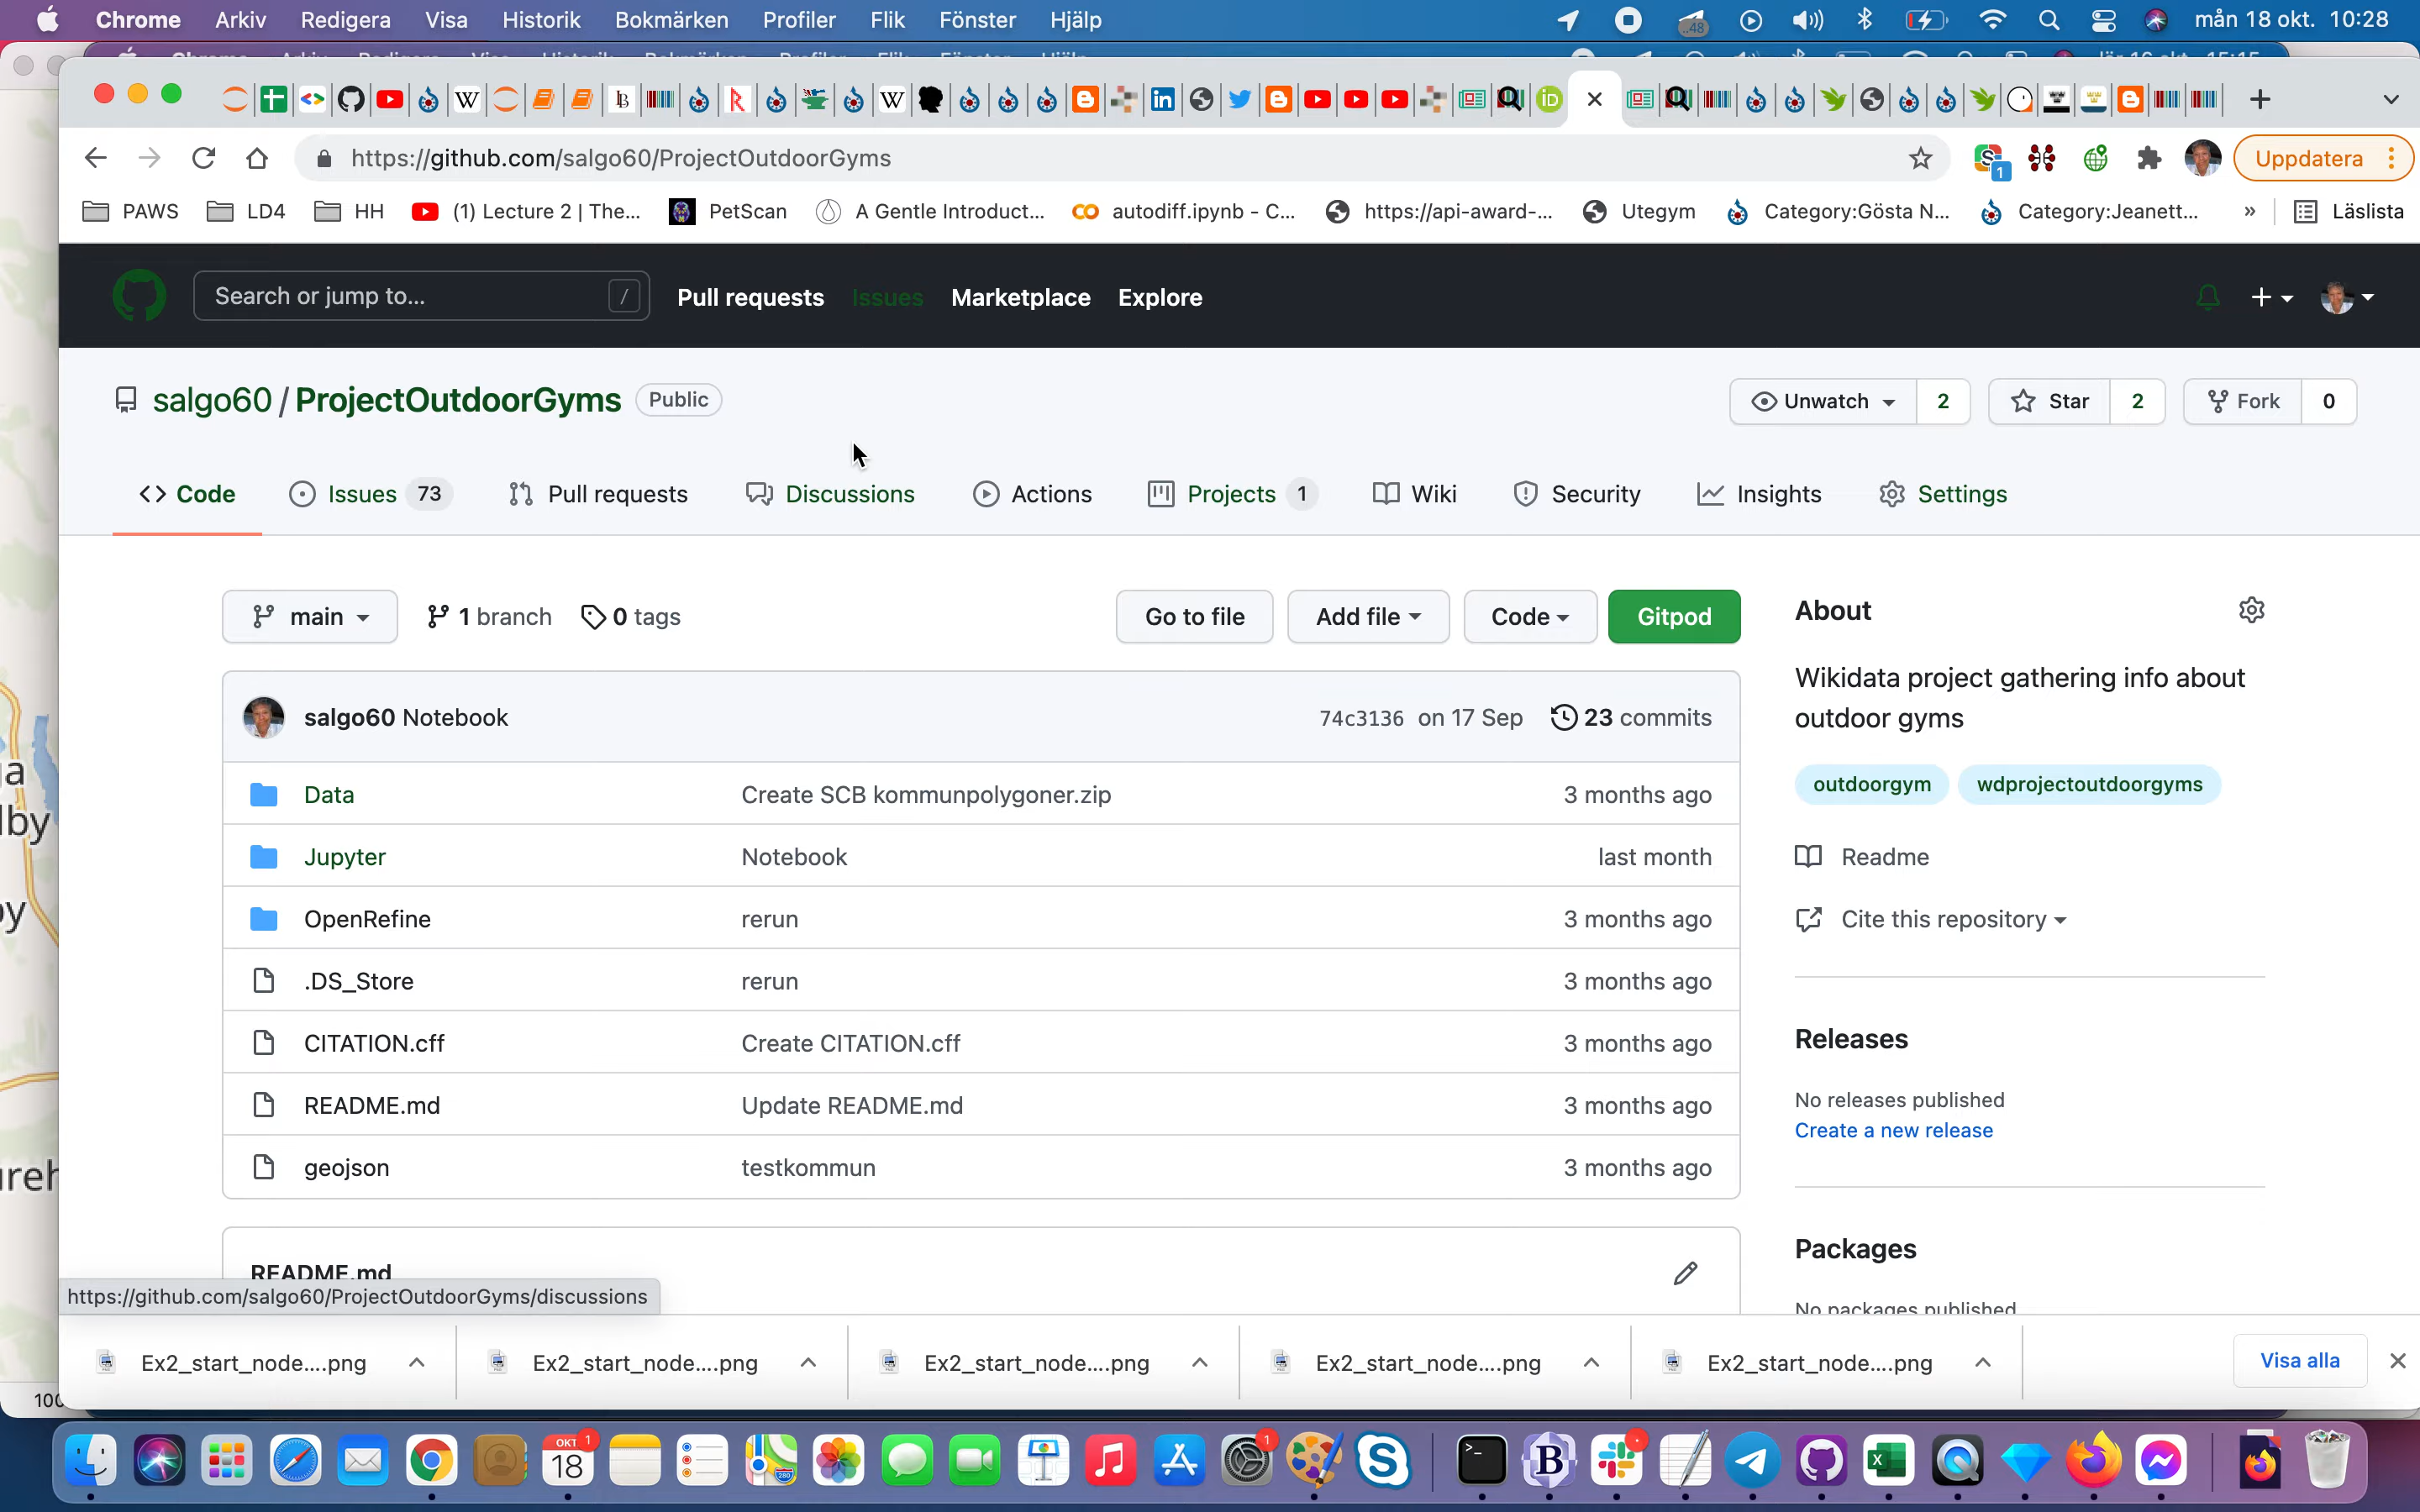 Chrome Arkiv Redigera Visa Historik Bokmärken Profiler Flik Fönster Hjälp mån 18 okt. 10:28
https://github.com/salgo60/ProjectOutdoorGyms
Uppdatera
PAWS LD4 HH (1) Lecture 2 | The... PetScan A Gentle Introduct... autodiff.ipynb - C... https://api-award-... Utegym Category:Gösta N... Category:Jeanett... » Läslista
Search or jump to... / Pull requests Issues Marketplace Explore
salgo60 / ProjectOutdoorGyms Public
Unwatch 2 Star 2 Fork 0
Code Issues 73 Pull requests Discussions Actions Projects 1 Wiki Security Insights Settings
main 1 branch 0 tags Go to file Add file Code Gitpod
salgo60 Notebook 74c3136 on 17 Sep 23 commits
Data Create SCB kommunpolygoner.zip 3 months ago
Jupyter Notebook last month
OpenRefine rerun 3 months ago
.DS_Store rerun 3 months ago
CITATION.cff Create CITATION.cff 3 months ago
README.md Update README.md 3 months ago
geojson testkommun 3 months ago
README.md
About
Wikidata project gathering info about
outdoor gyms
outdoorgym wdprojectoutdoorgyms
Readme
Cite this repository
Releases
No releases published
Create a new release
Packages
No packages published
https://github.com/salgo60/ProjectOutdoorGyms/discussions
Ex2_start_node....png Ex2_start_node....png Ex2_start_node....png Ex2_start_node....png Ex2_start_node....png Visa alla
OKT
18